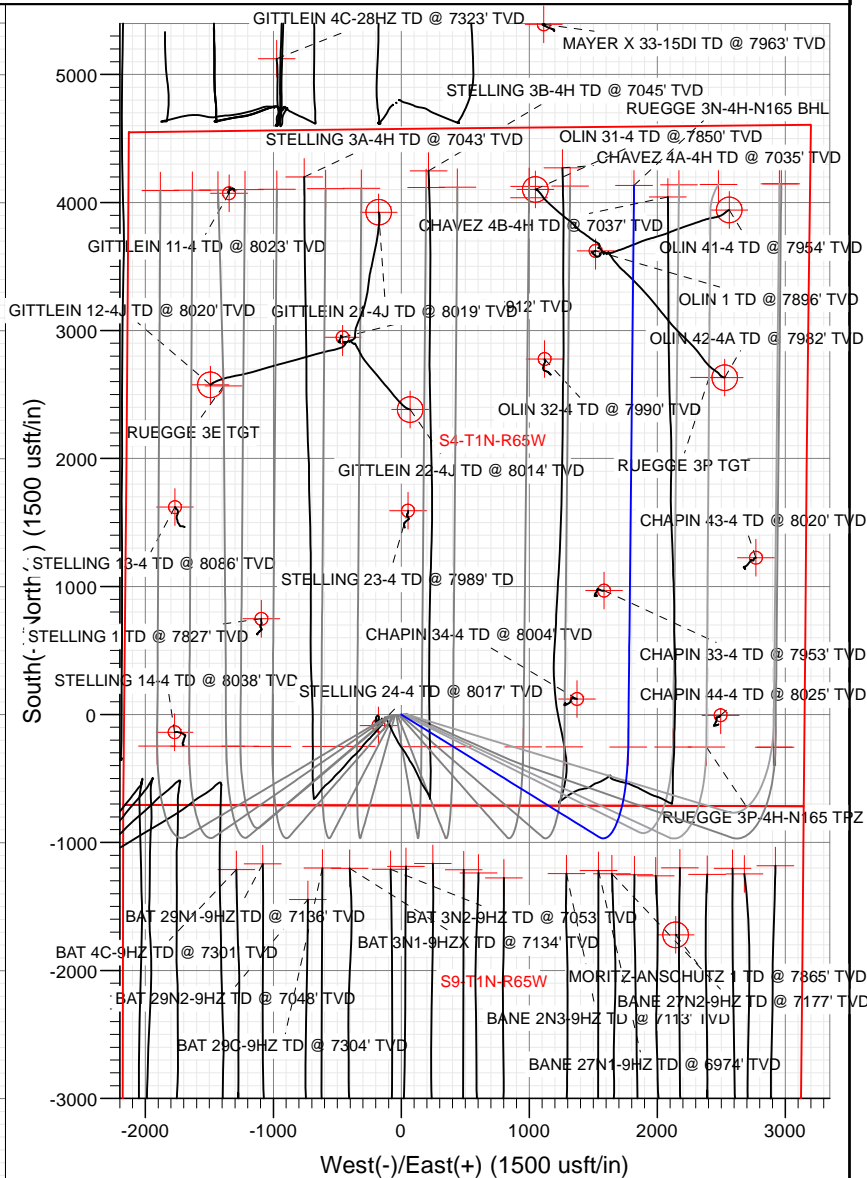 GITTLEIN 4C-28HZ TD @ 7323' TVD
MAYER X 33-15DI TD @ 7963' TVD
5000
STELLING 3B-4H TD @ 7045' TVD
RUEGGE 3N-4H-N165 BHL
STELLING 3A-4H TD @ 7043' TVD
OLIN 31-4 TD @ 7850' TVD
CHAVEZ 4A-4H TD @ 7035' TVD
4000
CHAVEZ 4B-4H TD @ 7037' TVD
GITTLEIN 11-4 TD @ 8023' TVD
OLIN 41-4 TD @ 7954' TVD
OLIN 1 TD @ 7896' TVD
GITTLEIN 12-4J TD @ 8020' TVD
GITTLEIN 21-4J TD @ 8019' TVD
912' TVD
3000
OLIN 42-4A TD @ 7982' TVD
OLIN 32-4 TD @ 7990' TVD
RUEGGE 3E TGT
S4-T1N-R65W
2000
GITTLEIN 22-4J TD @ 8014' TVD
RUEGGE 3P TGT
CHAPIN 43-4 TD @ 8020' TVD
STELLING 13-4 TD @ 8086' TVD
1000
STELLING 23-4 TD @ 7989' TD
STELLING 1 TD @ 7827' TVD
CHAPIN 34-4 TD @ 8004' TVD
CHAPIN 33-4 TD @ 7953' TVD
STELLING 14-4 TD @ 8038' TVD
STELLING 24-4 TD @ 8017' TVD
CHAPIN 44-4 TD @ 8025' TVD
0
South(-)/North(+) (1500 usft/in)
RUEGGE 3P-4H-N165 TPZ
-1000
BAT 29N1-9HZ TD @ 7136' TVD
BAT 3N2-9HZ TD @ 7053' TVD
BAT 4C-9HZ TD @ 7301' TVD
BAT 3N1-9HZX TD @ 7134' TVD
-2000
S9-T1N-R65W
MORITZ-ANSCHUTZ 1 TD @ 7865' TVD
BAT 29N2-9HZ TD @ 7048' TVD
BANE 27N2-9HZ TD @ 7177' TVD
BANE 2N3-9HZ TD @ 7113' TVD
BAT 29C-9HZ TD @ 7304' TVD
BANE 27N1-9HZ TD @ 6974' TVD
-3000
-2000 -1000 0 1000 2000 3000
West(-)/East(+) (1500 usft/in)